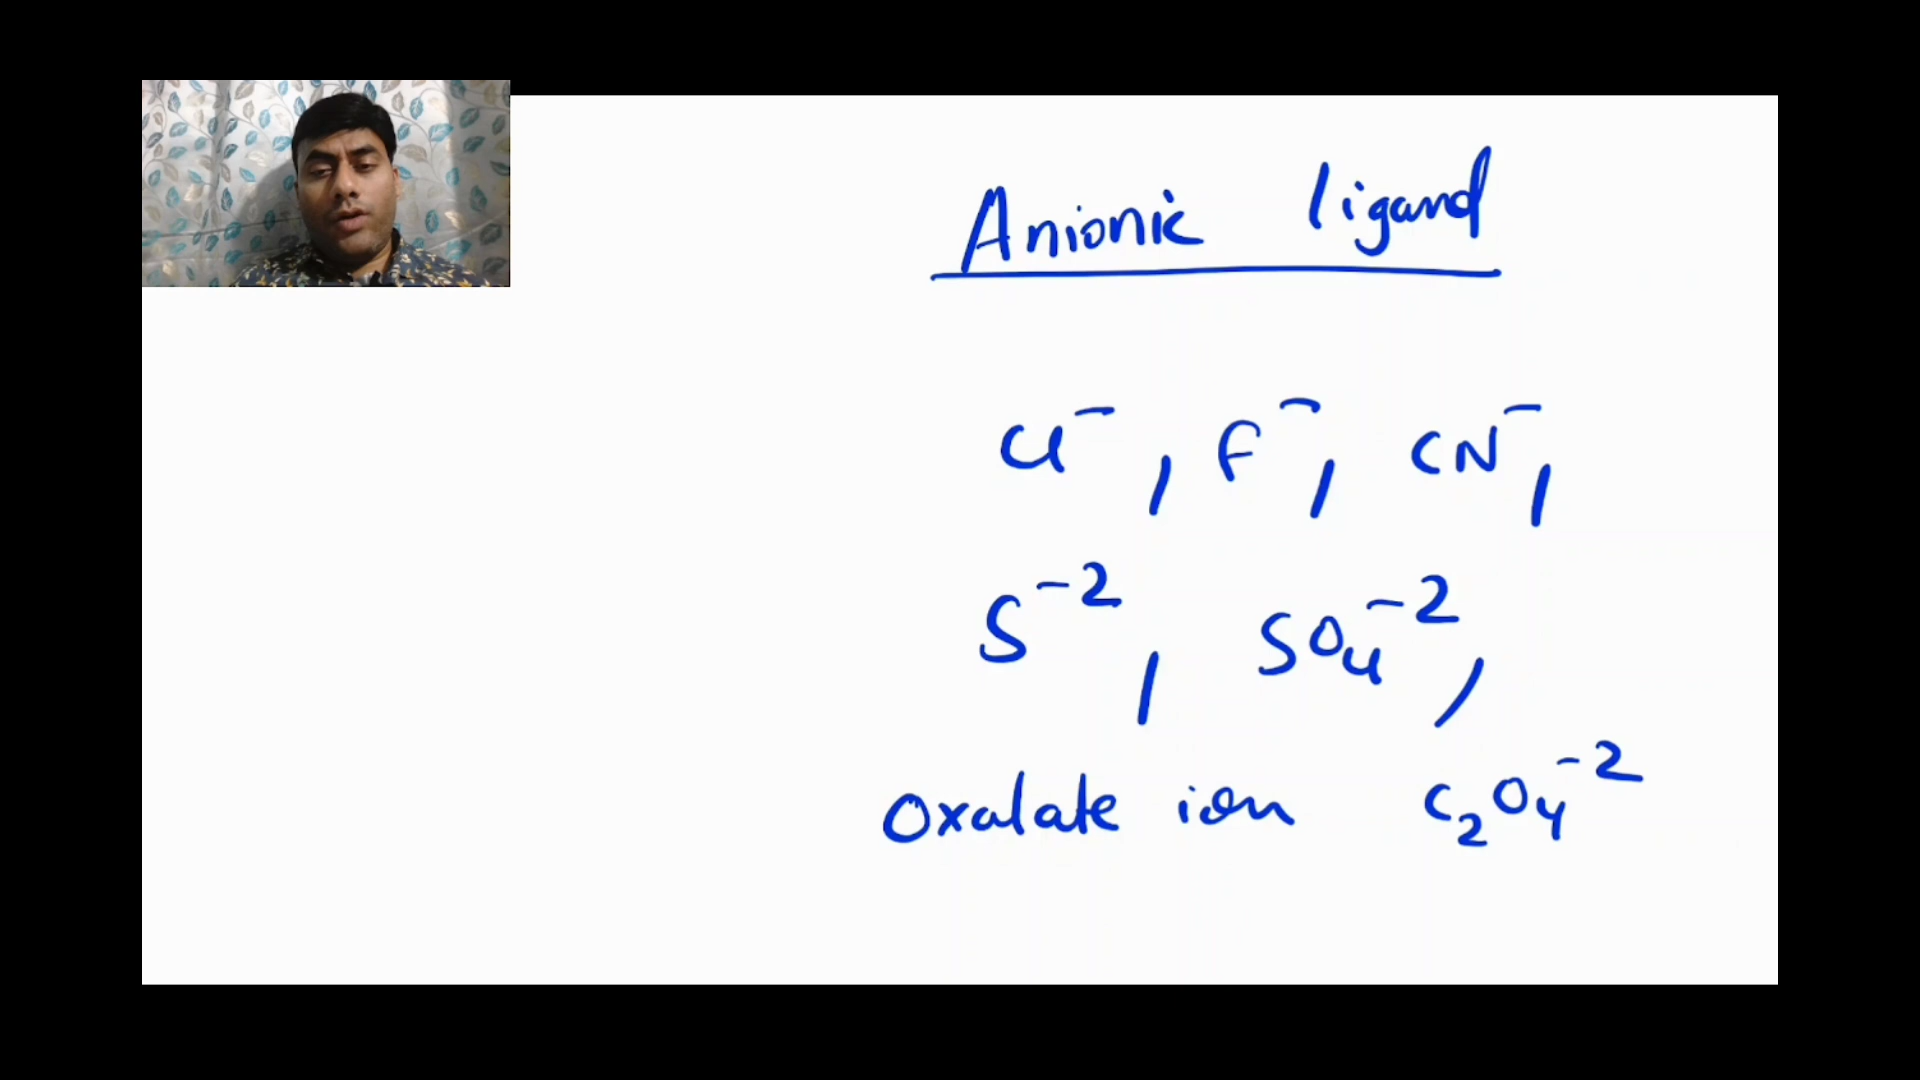 Anionic ligand
Cl⁻, F⁻, CN⁻,
S⁻², SO₄⁻²,
Oxalate ion C₂O₄⁻²